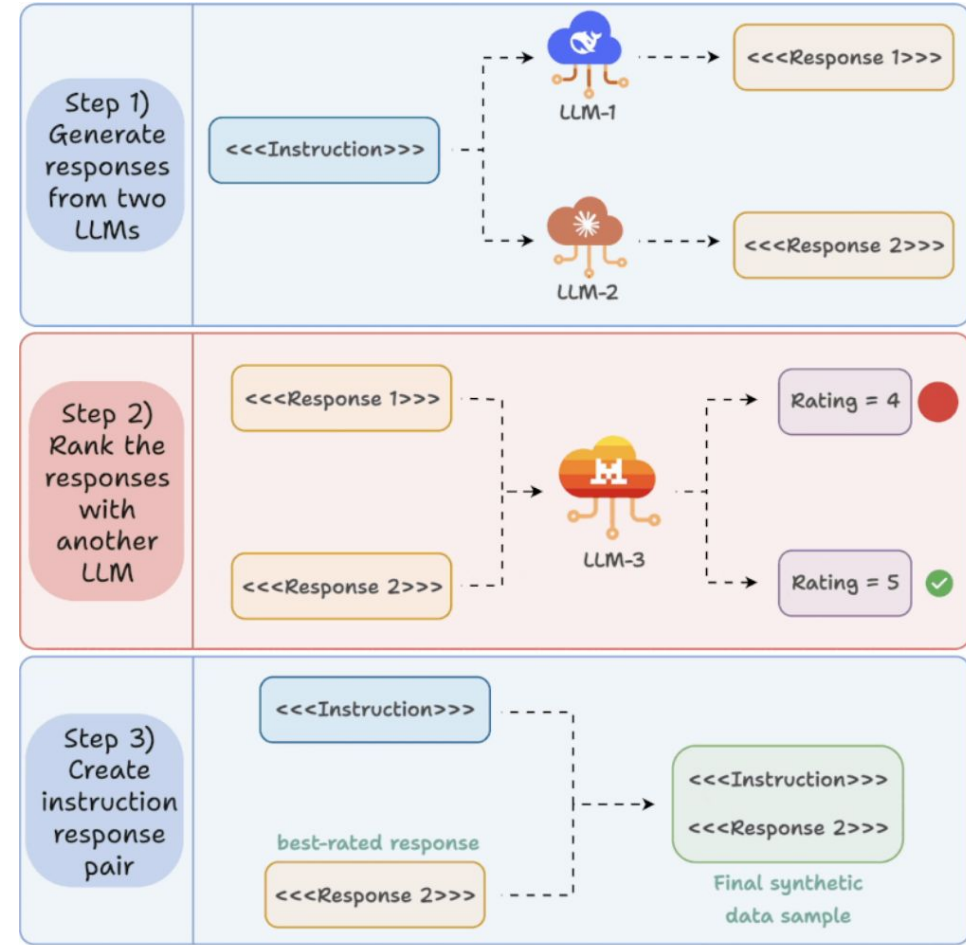 Step 1)
Generate
responses
from two
LLMs
<<<Instruction>>>
LLM-1
<<<Response 1>>>
LLM-2
<<<Response 2>>>
Step 2)
Rank the
responses
with
another
LLM
<<<Response 1>>>
<<<Response 2>>>
LLM-3
Rating = 4
Rating = 5
Step 3)
Create
instruction
response
pair
<<<Instruction>>>
best-rated response
<<<Response 2>>>
<<<Instruction>>>
<<<Response 2>>>
Final synthetic
data sample